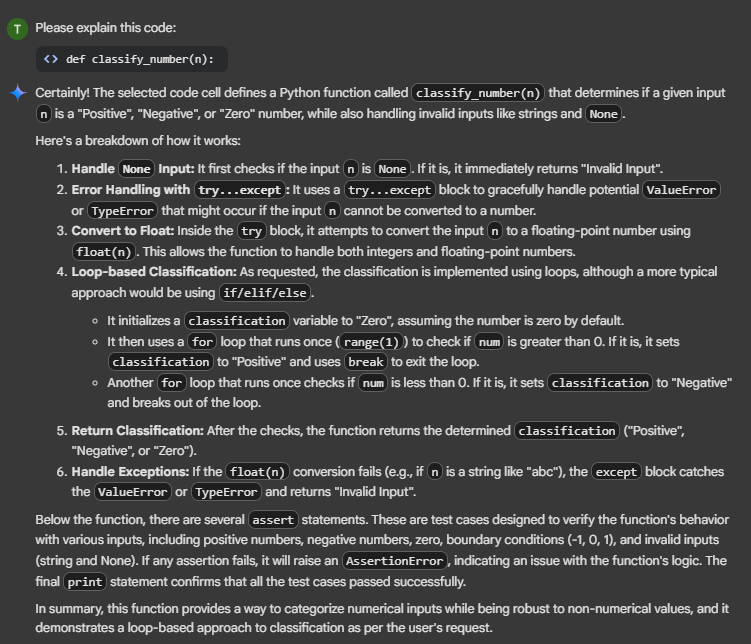 T Please explain this code:
<> def classify_number(n):
Certainly! The selected code cell defines a Python function called classify_number(n) that determines if a given input
n is a "Positive", "Negative", or "Zero" number, while also handling invalid inputs like strings and None.
Here's a breakdown of how it works:
1. Handle None Input: It first checks if the input n is None. If it is, it immediately returns "Invalid Input".
2. Error Handling with try...except: It uses a try...except block to gracefully handle potential ValueError
or TypeError that might occur if the input n cannot be converted to a number.
3. Convert to Float: Inside the try block, it attempts to convert the input n to a floating-point number using
float(n). This allows the function to handle both integers and floating-point numbers.
4. Loop-based Classification: As requested, the classification is implemented using loops, although a more typical
approach would be using if/elif/else.
◦ It initializes a classification variable to "Zero", assuming the number is zero by default.
◦ It then uses a for loop that runs once (range(1)) to check if num is greater than 0. If it is, it sets
classification to "Positive" and uses break to exit the loop.
◦ Another for loop that runs once checks if num is less than 0. If it is, it sets classification to "Negative"
and breaks out of the loop.
5. Return Classification: After the checks, the function returns the determined classification ("Positive",
"Negative", or "Zero").
6. Handle Exceptions: If the float(n) conversion fails (e.g., if n is a string like "abc"), the except block catches
the ValueError or TypeError and returns "Invalid Input".
Below the function, there are several assert statements. These are test cases designed to verify the function's behavior
with various inputs, including positive numbers, negative numbers, zero, boundary conditions (-1, 0, 1), and invalid inputs
(string and None). If any assertion fails, it will raise an AssertionError, indicating an issue with the function's logic. The
final print statement confirms that all the test cases passed successfully.
In summary, this function provides a way to categorize numerical inputs while being robust to non-numerical values, and it
demonstrates a loop-based approach to classification as per the user's request.